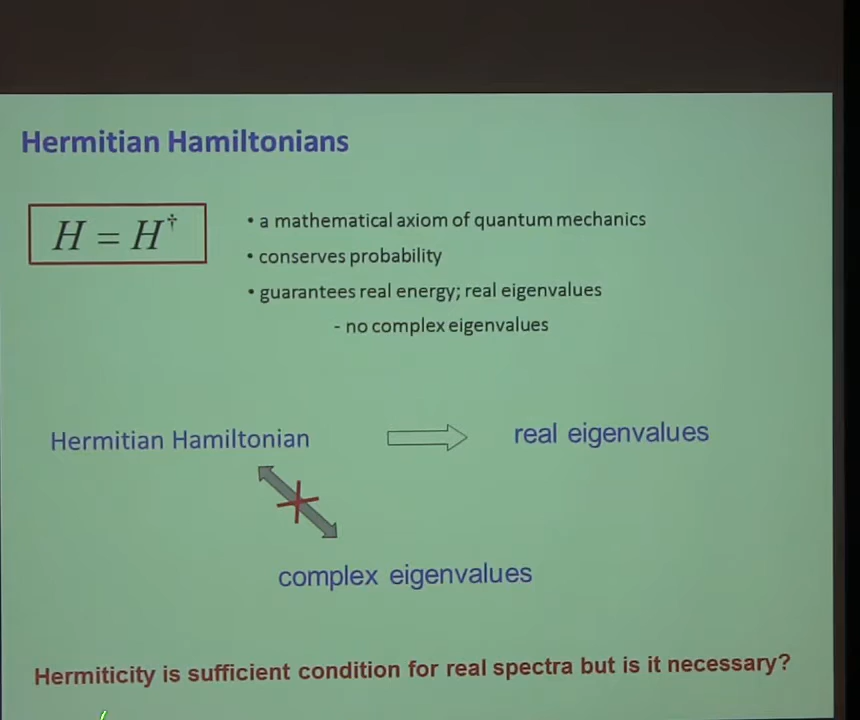 Hermitian Hamiltonians
H = H†
• a mathematical axiom of quantum mechanics
• conserves probability
• guarantees real energy; real eigenvalues
- no complex eigenvalues
Hermitian Hamiltonian
real eigenvalues
complex eigenvalues
Hermiticity is sufficient condition for real spectra but is it necessary?